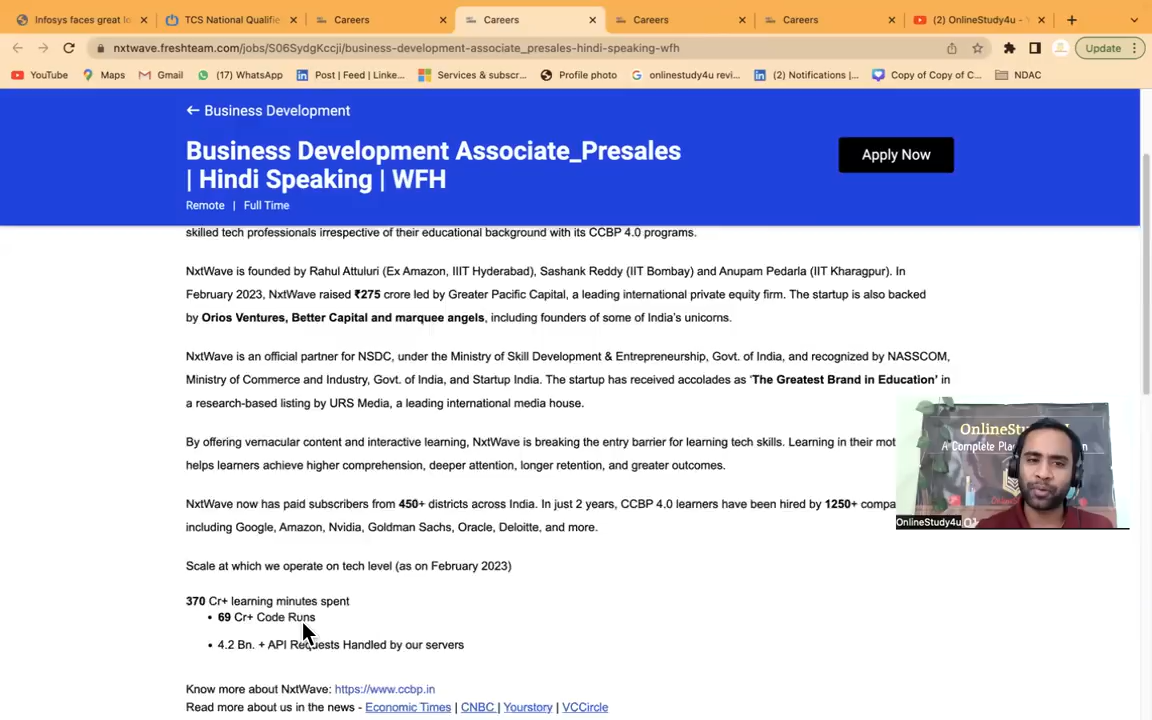 Infosys faces great lo
TCS National Qualifie
Careers
Careers
Careers
Careers
(2) OnlineStudy4u -
nxtwave.freshteam.com/jobs/S06SydgKccji/business-development-associate_presales-hindi-speaking-wfh
Update
YouTube
Maps
Gmail
(17) WhatsApp
Post | Feed | Linke...
Services & subscr...
Profile photo
onlinestudy4u revi...
(2) Notifications |...
Copy of Copy of C...
NDAC
← Business Development
Business Development Associate_Presales
| Hindi Speaking | WFH
Apply Now
Remote | Full Time
skilled tech professionals irrespective of their educational background with its CCBP 4.0 programs.
NxtWave is founded by Rahul Attuluri (Ex Amazon, IIIT Hyderabad), Sashank Reddy (IIT Bombay) and Anupam Pedarla (IIT Kharagpur). In
February 2023, NxtWave raised ₹275 crore led by Greater Pacific Capital, a leading international private equity firm. The startup is also backed
by Orios Ventures, Better Capital and marquee angels, including founders of some of India's unicorns.
NxtWave is an official partner for NSDC, under the Ministry of Skill Development & Entrepreneurship, Govt. of India, and recognized by NASSCOM,
Ministry of Commerce and Industry, Govt. of India, and Startup India. The startup has received accolades as 'The Greatest Brand in Education' in
a research-based listing by URS Media, a leading international media house.
By offering vernacular content and interactive learning, NxtWave is breaking the entry barrier for learning tech skills. Learning in their mot
helps learners achieve higher comprehension, deeper attention, longer retention, and greater outcomes.
NxtWave now has paid subscribers from 450+ districts across India. In just 2 years, CCBP 4.0 learners have been hired by 1250+ compa
including Google, Amazon, Nvidia, Goldman Sachs, Oracle, Deloitte, and more.
OnlineStudy4u
Scale at which we operate on tech level (as on February 2023)
370 Cr+ learning minutes spent
• 69 Cr+ Code Runs
• 4.2 Bn. + API Requests Handled by our servers
Know more about NxtWave: https://www.ccbp.in
Read more about us in the news - Economic Times | CNBC | Yourstory | VCCircle